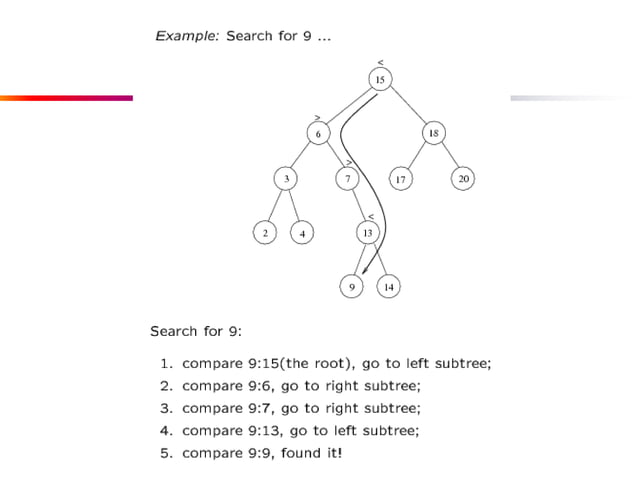 Example: Search for 9 ...
<
15
>
6
18
>
3
7
17
20
<
2
4
13
9
14
Search for 9:
1. compare 9:15(the root), go to left subtree;
2. compare 9:6, go to right subtree;
3. compare 9:7, go to right subtree;
4. compare 9:13, go to left subtree;
5. compare 9:9, found it!